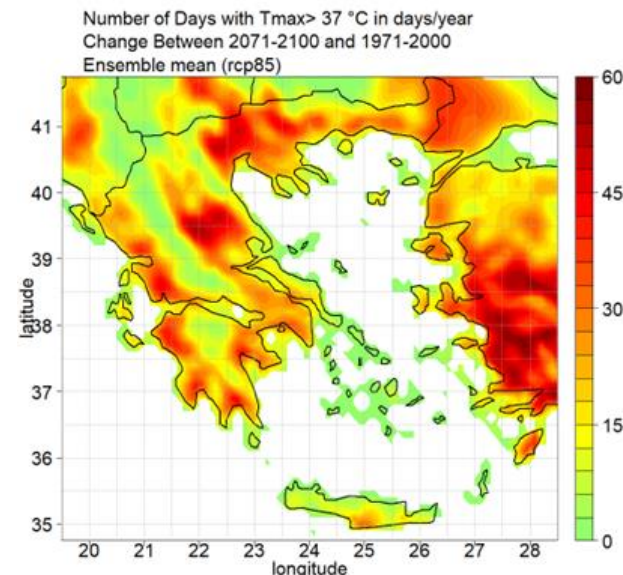 Number of Days with Tmax> 37 °C in days/year
Change Between 2071-2100 and 1971-2000
Ensemble mean (rcp85)
60
45
30
15
0
latitude
41
40
39
38
37
36
35
20 21 22 23 24 25 26 27 28
longitude